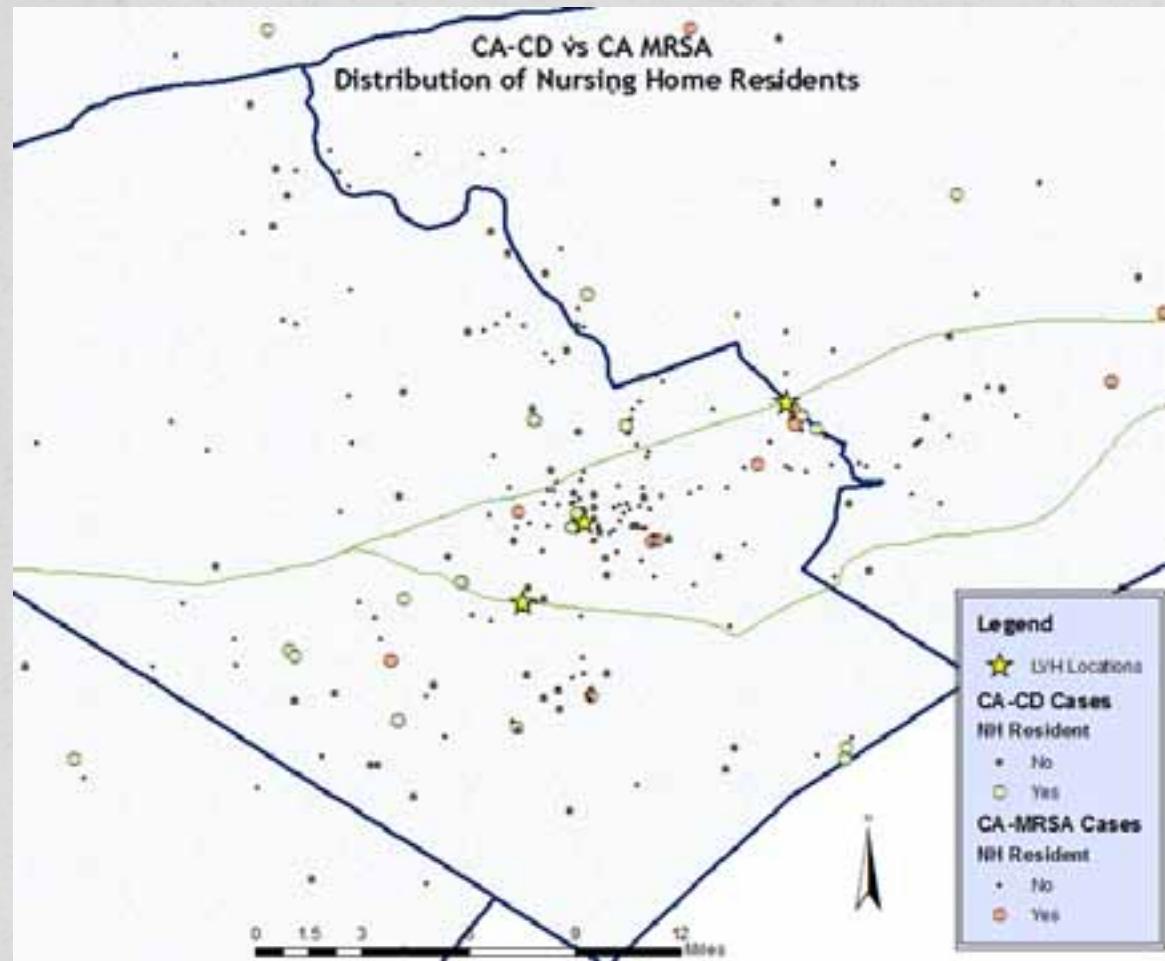 CA-CD vs CA MRSA
Distribution of Nursing Home Residents
Legend
LVH Locations
CA-CD Cases
NH Resident
No
Yes
CA-MRSA Cases
NH Resident
No
Yes
0 1.5 3 6 9 12
Miles